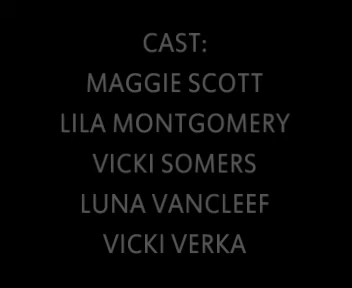 CAST:
MAGGIE SCOTT
LILA MONTGOMERY
VICKI SOMERS
LUNA VANCLEEF
VICKI VERKA